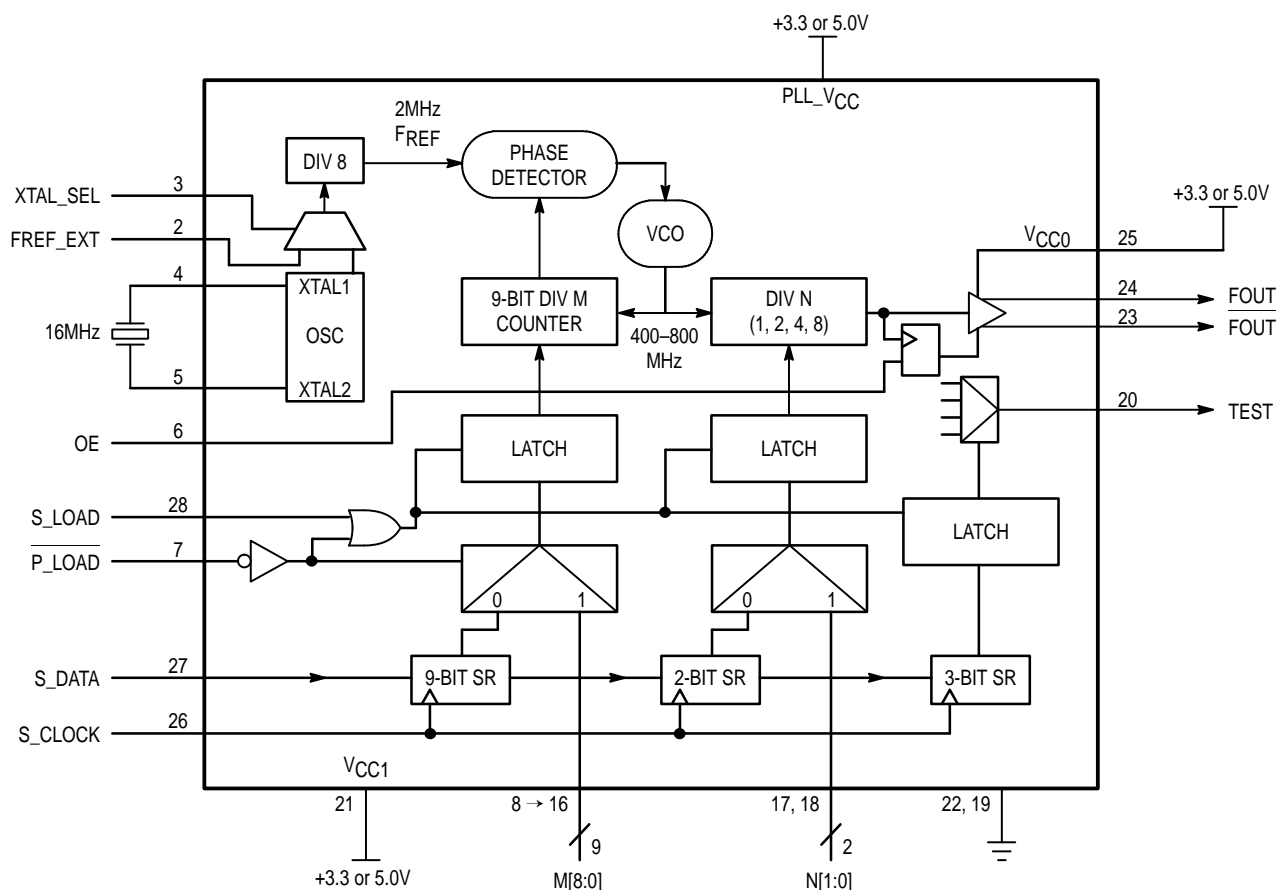 +3.3 or 5.0V
PLL_VCC
2MHz
FREF
DIV 8
PHASE
DETECTOR
XTAL_SEL
3
+3.3 or 5.0V
FREF_EXT
2
VCO
VCC0
25
4
XTAL1
9-BIT DIV M
COUNTER
DIV N
(1, 2, 4, 8)
24
FOUT
16MHz
OSC
400–800
MHz
23
FOUT
5
XTAL2
20
TEST
OE
6
LATCH
LATCH
S_LOAD
28
LATCH
P_LOAD
7
0
1
0
1
S_DATA
27
9-BIT SR
2-BIT SR
3-BIT SR
S_CLOCK
26
VCC1
21
8 → 16
17, 18
22, 19
9
2
+3.3 or 5.0V
M[8:0]
N[1:0]